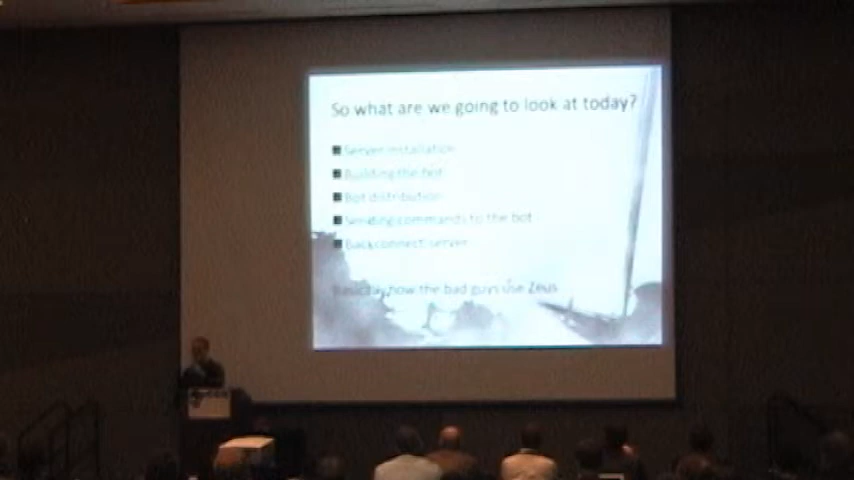 So what are we going to look at today?
Server installation
Building the bot
Bot distribution
Sending commands to the bot
Backconnect server
Basically how the bad guys use Zeus